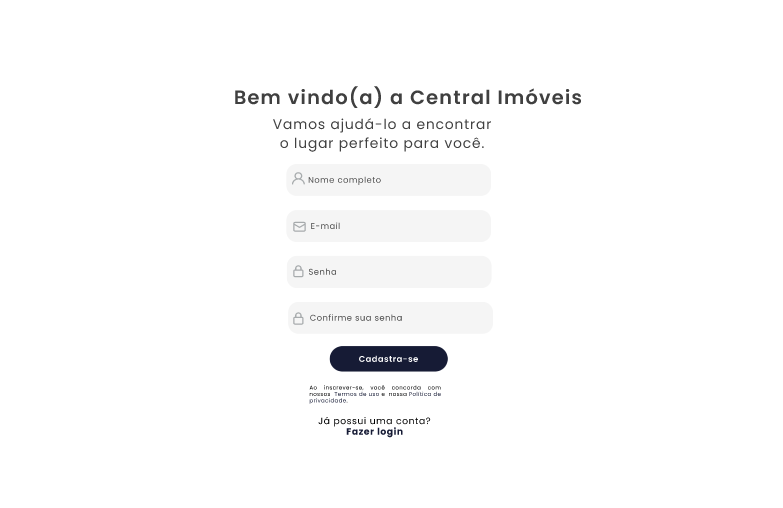 Bem vindo(a) a Central Imóveis
Vamos ajudá-lo a encontrar
o lugar perfeito para você.
Nome completo
E-mail
Senha
Confirme sua senha
Cadastra-se
Ao inscrever-se, você concorda com
nossos Termos de uso e nossa Política de
privacidade.
Já possui uma conta?
Fazer login